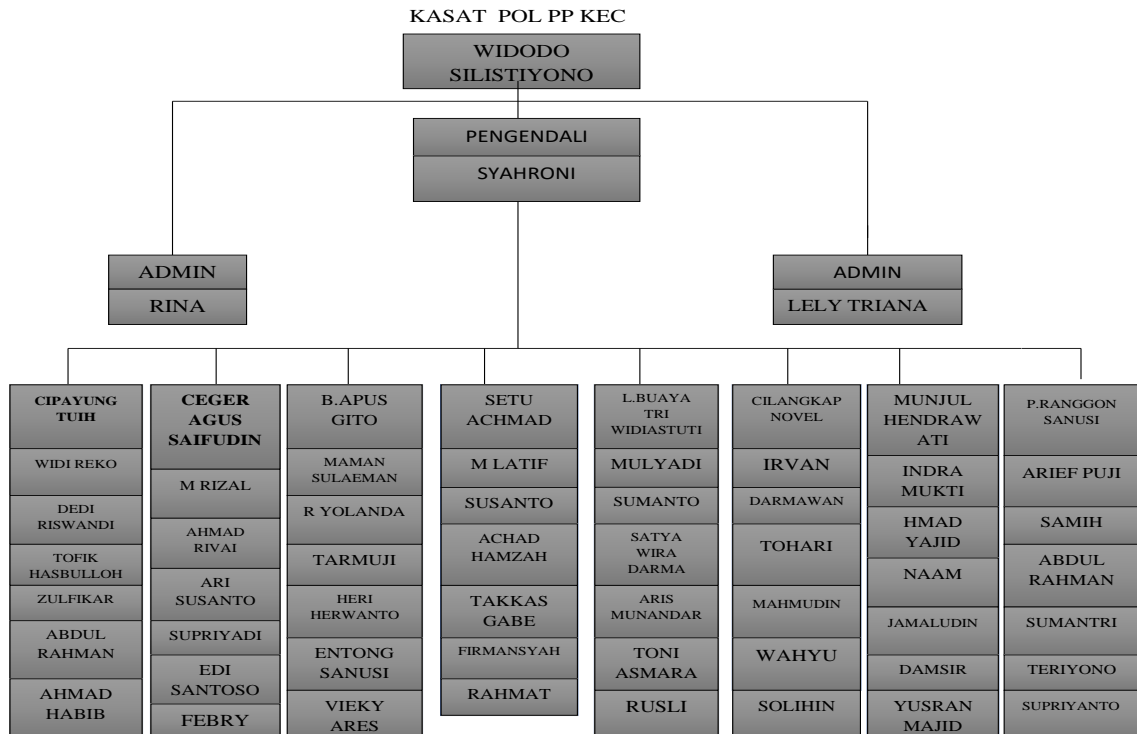 KASAT POL PP KEC
WIDODO
SILISTIYONO
PENGENDALI
SYAHRONI
ADMIN
RINA
ADMIN
LELY TRIANA
CIPAYUNG
TUIH
WIDI REKO
DEDI
RISWANDI
TOFIK
HASBULLOH
ZULFIKAR
ABDUL
RAHMAN
AHMAD
HABIB
CEGER
AGUS
SAIFUDIN
M RIZAL
AHMAD
RIVAI
ARI
SUSANTO
SUPRIYADI
EDI
SANTOSO
FEBRY
B.APUS
GITO
MAMAN
SULAEMAN
R YOLANDA
TARMUJI
HERI
HERWANTO
ENTONG
SANUSI
VIEKY
ARES
SETU
ACHMAD
M LATIF
SUSANTO
ACHAD
HAMZAH
TAKKAS
GABE
FIRMANSYAH
RAHMAT
L.BUAYA
TRI
WIDIASTUTI
MULYADI
SUMANTO
SATYA
WIRA
DARMA
ARIS
MUNANDAR
TONI
ASMARA
RUSLI
CILANGKAP
NOVEL
IRVAN
DARMAWAN
TOHARI
MAHMUDIN
WAHYU
SOLIHIN
MUNJUL
HENDRAW
ATI
INDRA
MUKTI
HMAD
YAJID
NAAM
JAMALUDIN
DAMSIR
YUSRAN
MAJID
P.RANGGON
SANUSI
ARIEF PUJI
SAMIH
ABDUL
RAHMAN
SUMANTRI
TERIYONO
SUPRIYANTO